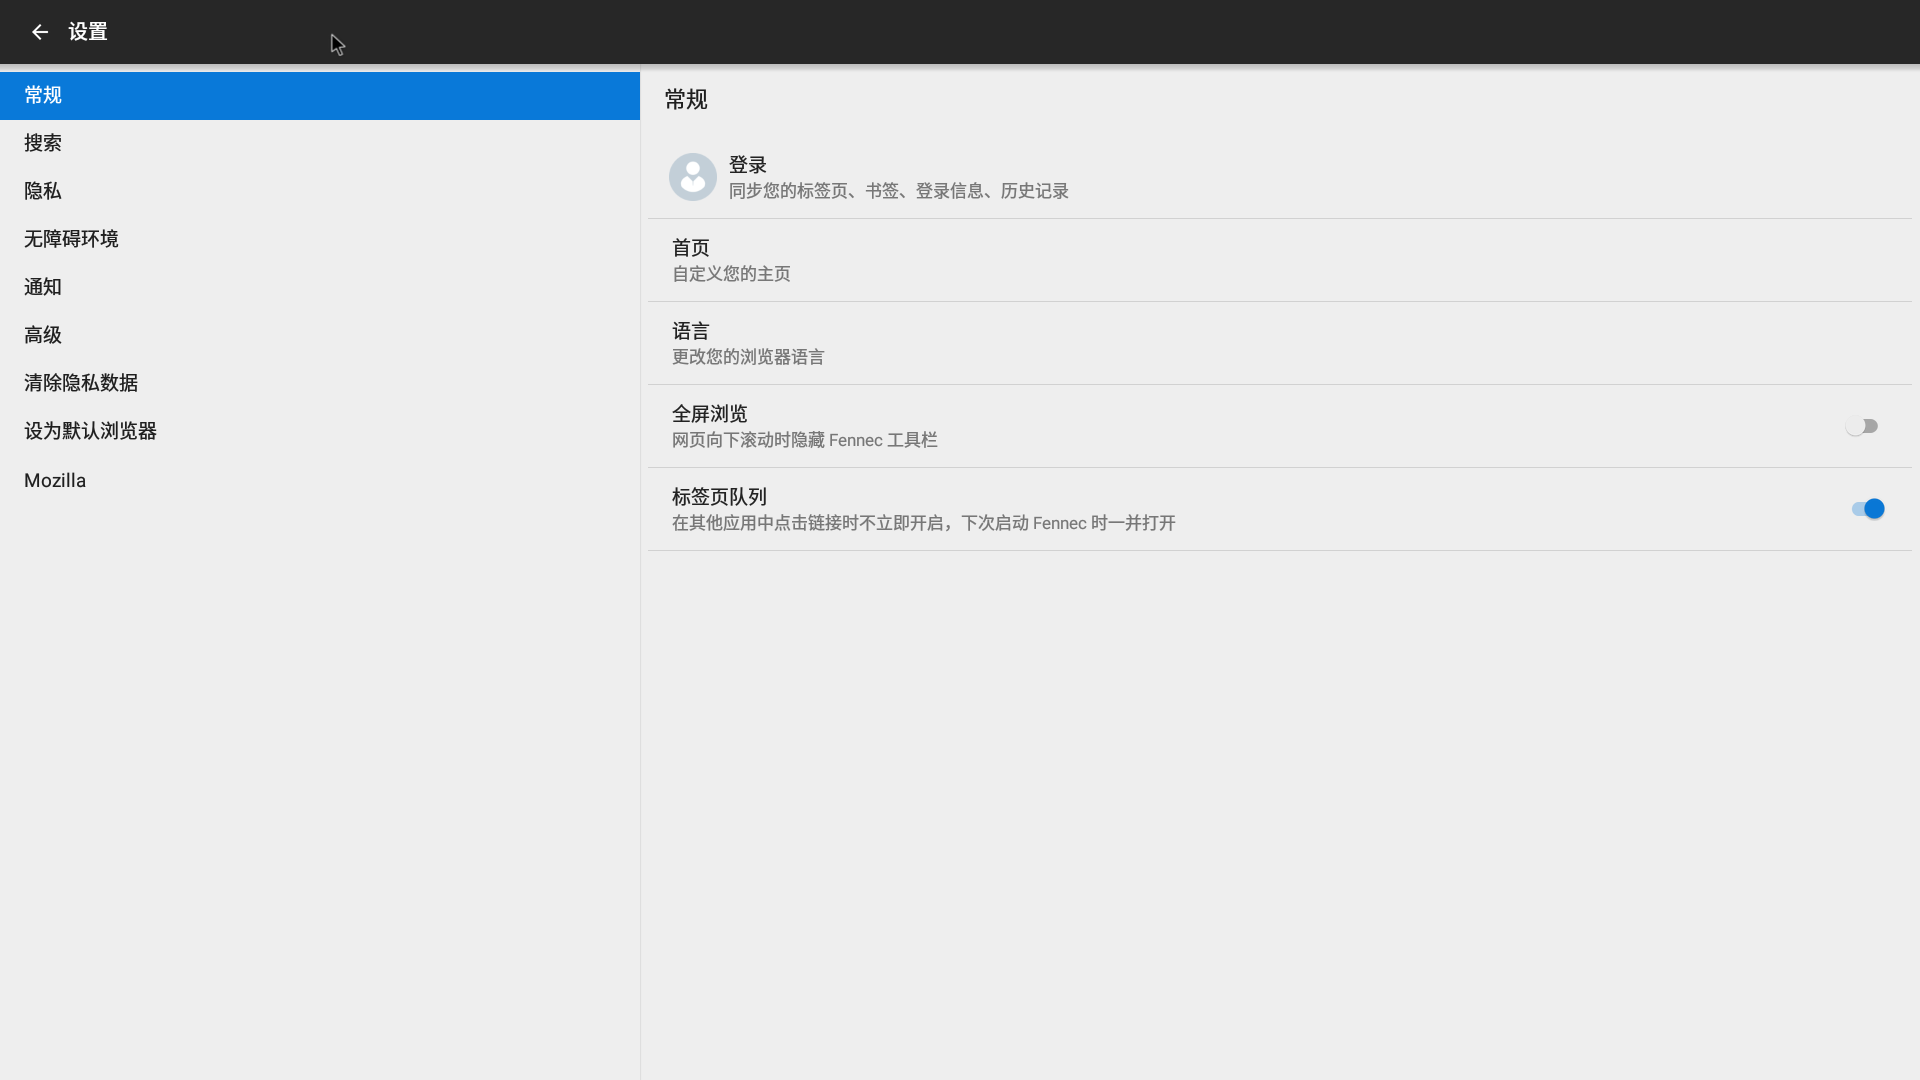 设置
常规
搜索
隐私
无障碍环境
通知
高级
清除隐私数据
设为默认浏览器
Mozilla
常规
登录
同步您的标签页、书签、登录信息、历史记录
首页
自定义您的主页
语言
更改您的浏览器语言
全屏浏览
网页向下滚动时隐藏 Fennec 工具栏
标签页队列
在其他应用中点击链接时不立即开启，下次启动 Fennec 时一并打开